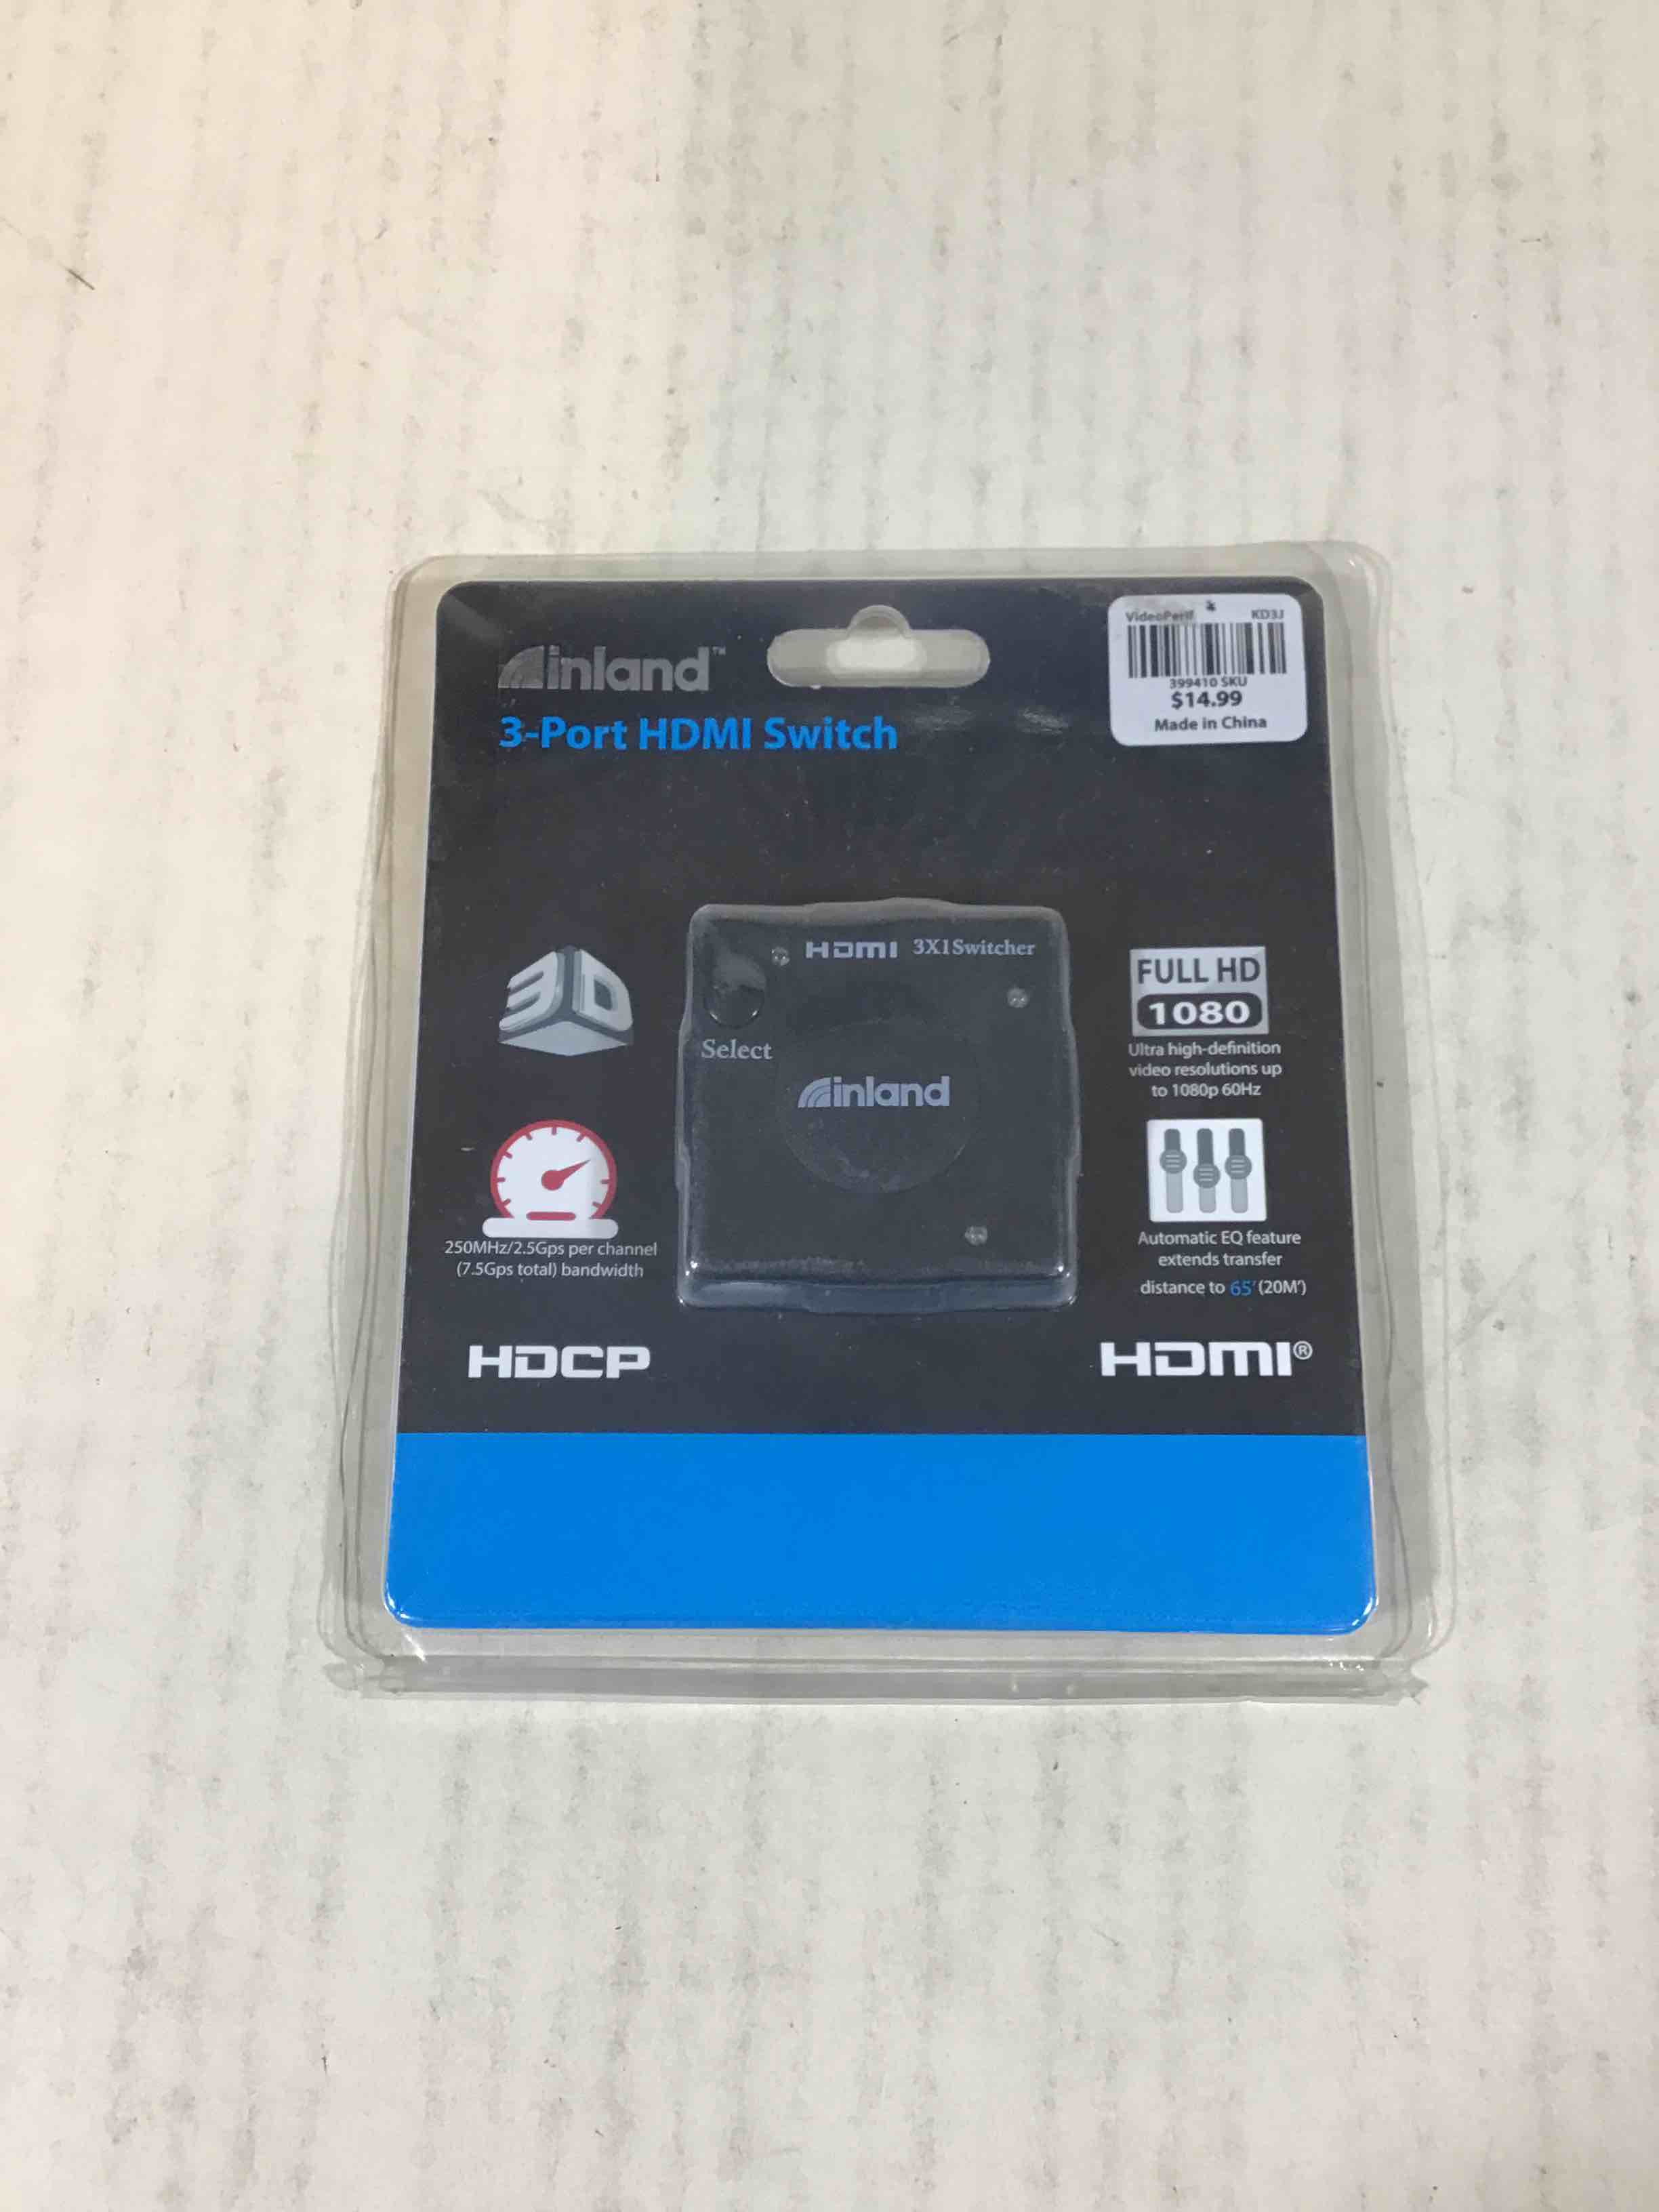 inland™
3-Port HDMI Switch
VideoPerif KD3J
399410 SKU
$14.99
Made in China
3D
HDMI 3X1Switcher
Select
inland
FULL HD
1080
Ultra high-definition
video resolutions up
to 1080p 60Hz
250MHz/2.5Gps per channel
(7.5Gps total) bandwidth
Automatic EQ feature
extends transfer
distance to 65' (20M')
HDCP
HDMI®